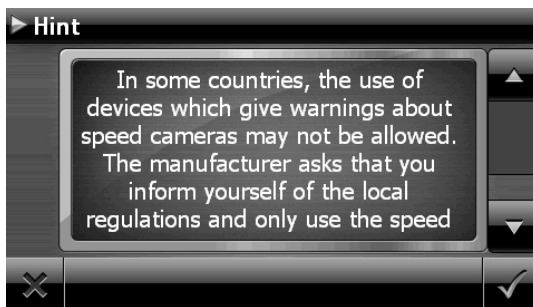 Hint
In some countries, the use of
devices which give warnings about
speed cameras may not be allowed.
The manufacturer asks that you
inform yourself of the local
regulations and only use the speed